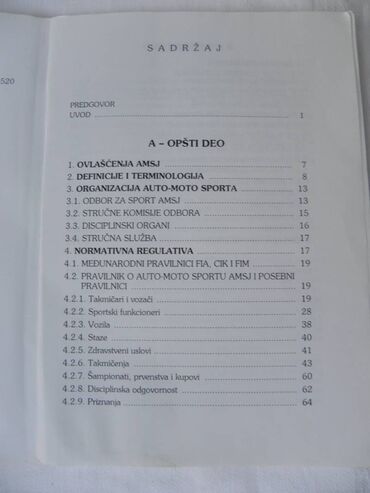 SADRŽAJ
520
PREDGOVOR
UVOD 1
A – OPŠTI DEO
1. OVLAŠĆENJA AMSJ 7
2. DEFINICIJE I TERMINOLOGIJA 8
3. ORGANIZACIJA AUTO-MOTO SPORTA 13
3.1. ODBOR ZA SPORT AMSJ 13
3.2. STRUČNE KOMISIJE ODBORA 15
3.3. DISCIPLINSKI ORGANI 16
3.4. STRUČNA SLUŽBA 17
4. NORMATIVNA REGULATIVA 17
4.1. MEĐUNARODNI PRAVILNICI FIA, CIK I FIM 19
4.2. PRAVILNIK O AUTO-MOTO SPORTU AMSJ I POSEBNI
PRAVILNICI 19
4.2.1. Takmičari i vozači 19
4.2.2. Sportski funkcioneri 28
4.2.3. Vozila 38
4.2.4. Staze 40
4.2.5. Zdravstveni uslovi 41
4.2.6. Takmičenja 43
4.2.7. Šampionati, prvenstva i kupovi 60
4.2.8. Disciplinska odgovornost 62
4.2.9. Priznanja 64